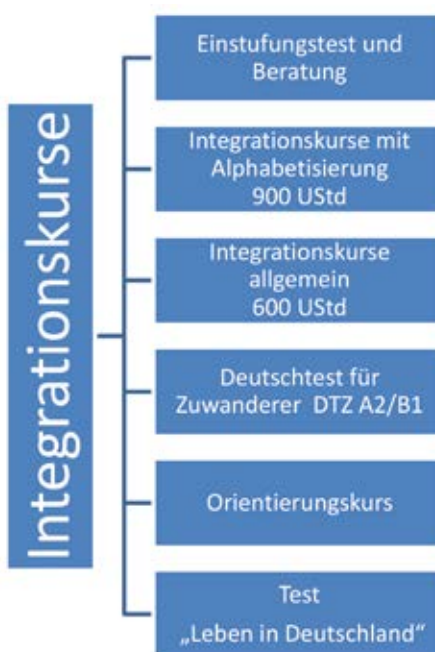 Integrationskurse
Einstufungstest und
Beratung
Integrationskurse mit
Alphabetisierung
900 UStd
Integrationskurse
allgemein
600 UStd
Deutschtest für
Zuwanderer DTZ A2/B1
Orientierungskurs
Test
„Leben in Deutschland“